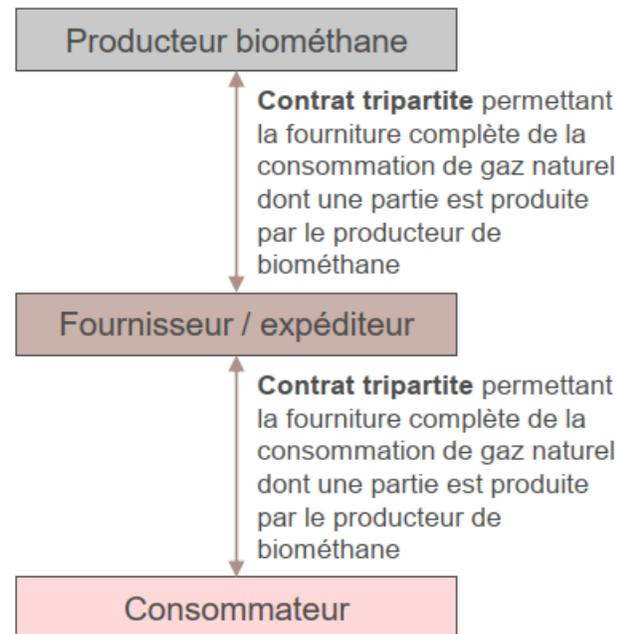 Producteur biométhane
Contrat tripartite permettant
la fourniture complète de la
consommation de gaz naturel
dont une partie est produite
par le producteur de
biométhane
Fournisseur / expéditeur
Contrat tripartite permettant
la fourniture complète de la
consommation de gaz naturel
dont une partie est produite
par le producteur de
biométhane
Consommateur